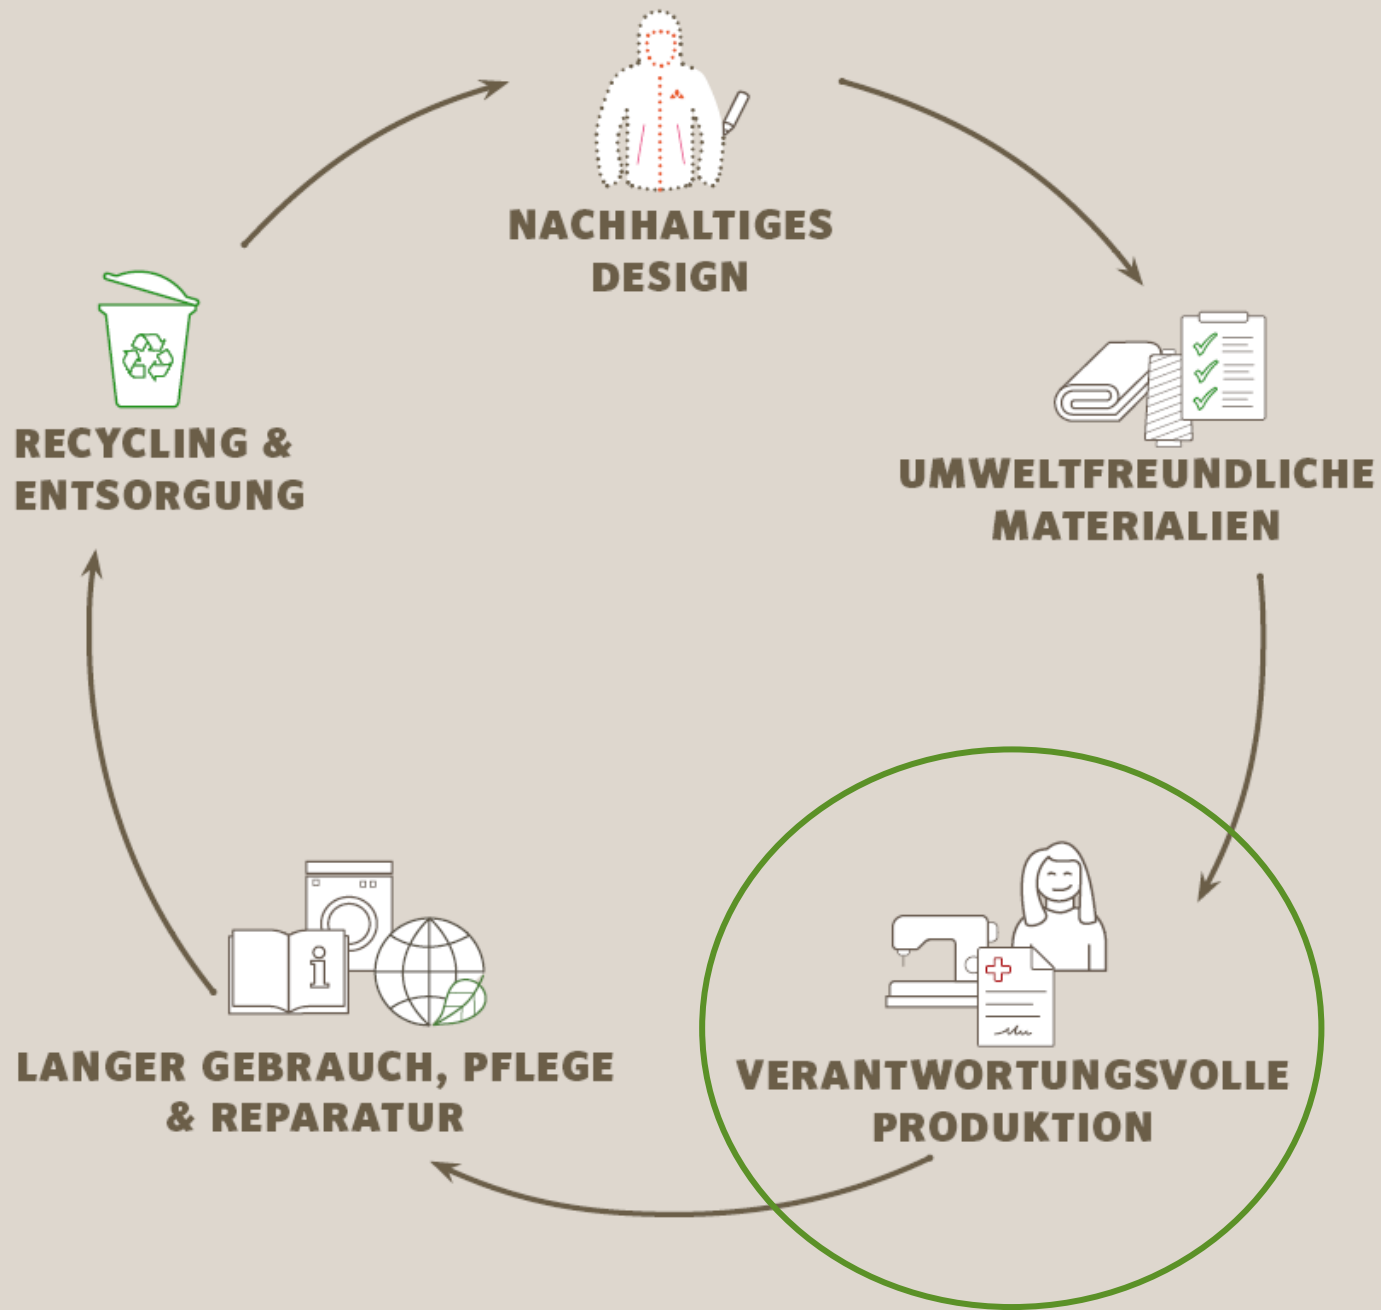 NACHHALTIGES
DESIGN
UMWELTFREUNDLICHE
MATERIALIEN
VERANTWORTUNGSVOLLE
PRODUKTION
LANGER GEBRAUCH, PFLEGE
& REPARATUR
RECYCLING &
ENTSORGUNG
i